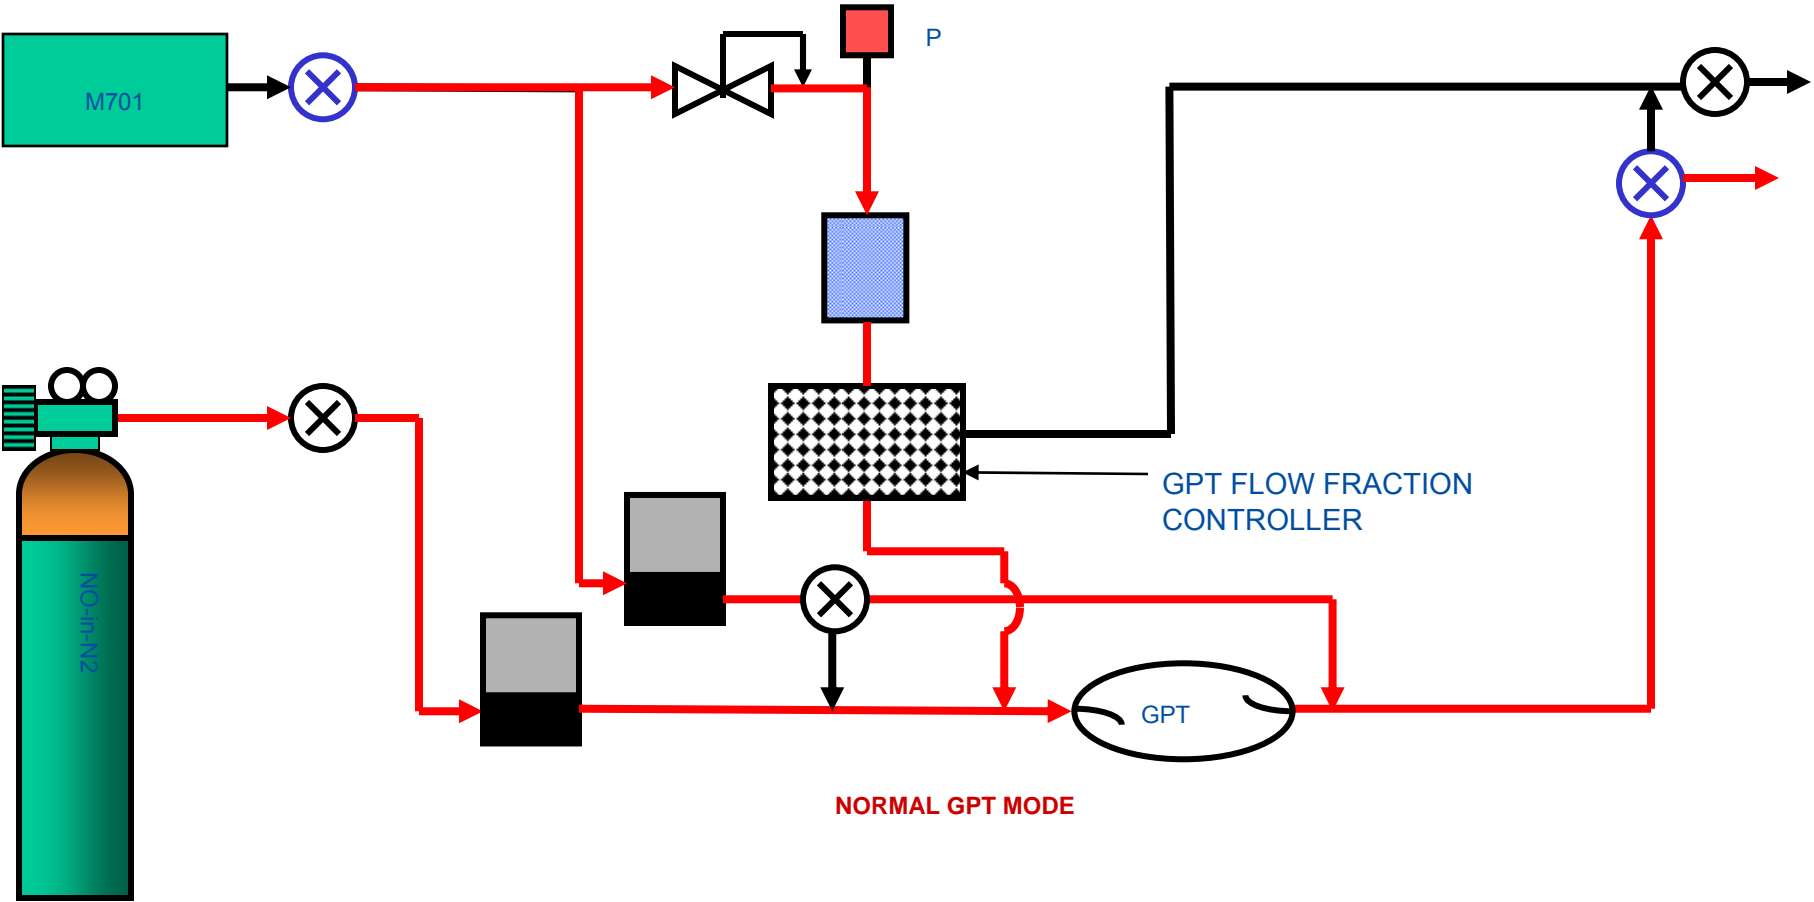 P
M701
GPT FLOW FRACTION
CONTROLLER
NO-in-N2
GPT
NORMAL GPT MODE